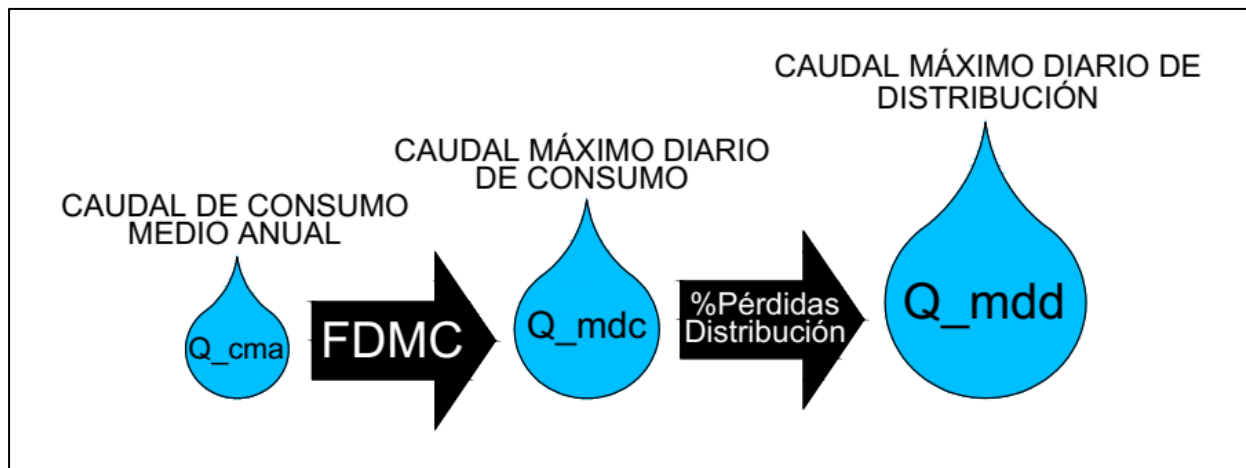 CAUDAL DE CONSUMO
MEDIO ANUAL
Q_cma
FDMC
CAUDAL MÁXIMO DIARIO
DE CONSUMO
Q_mdc
%Pérdidas
Distribución
CAUDAL MÁXIMO DIARIO DE
DISTRIBUCIÓN
Q_mdd